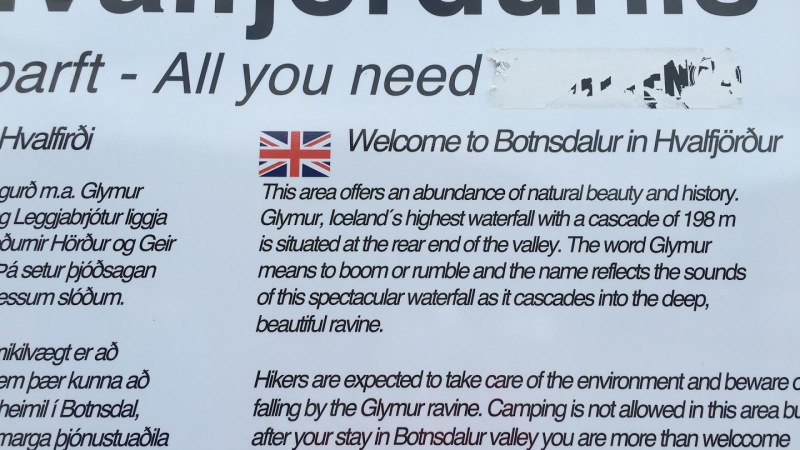 parft - All you need
Hvalfirði
Welcome to Botnsdalur in Hvalfjörður
gurð m.a. Glymur
g Leggjabrjótur liggja
ðurnir Hörður og Geir
Þá setur þjóðsagan
essum slóðum.
This area offers an abundance of natural beauty and history.
Glymur, Iceland´s highest waterfall with a cascade of 198 m
is situated at the rear end of the valley. The word Glymur
means to boom or rumble and the name reflects the sounds
of this spectacular waterfall as it cascades into the deep,
beautiful ravine.
nikilvægt er að
em þær kunna að
heimil í Botnsdal,
marga þjónustuaðila
Hikers are expected to take care of the environment and beware o
falling by the Glymur ravine. Camping is not allowed in this area bu
after your stay in Botnsdalur valley you are more than welccome